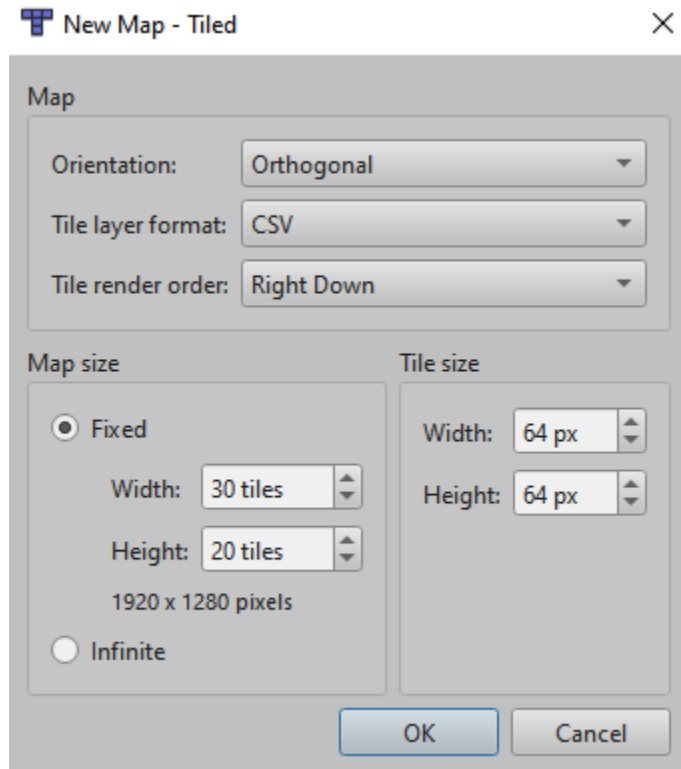 New Map - Tiled
Map
Orientation: Orthogonal
Tile layer format: CSV
Tile render order: Right Down
Map size
Fixed
Width: 30 tiles
Height: 20 tiles
1920 x 1280 pixels
Infinite
Tile size
Width: 64 px
Height: 64 px
OK
Cancel